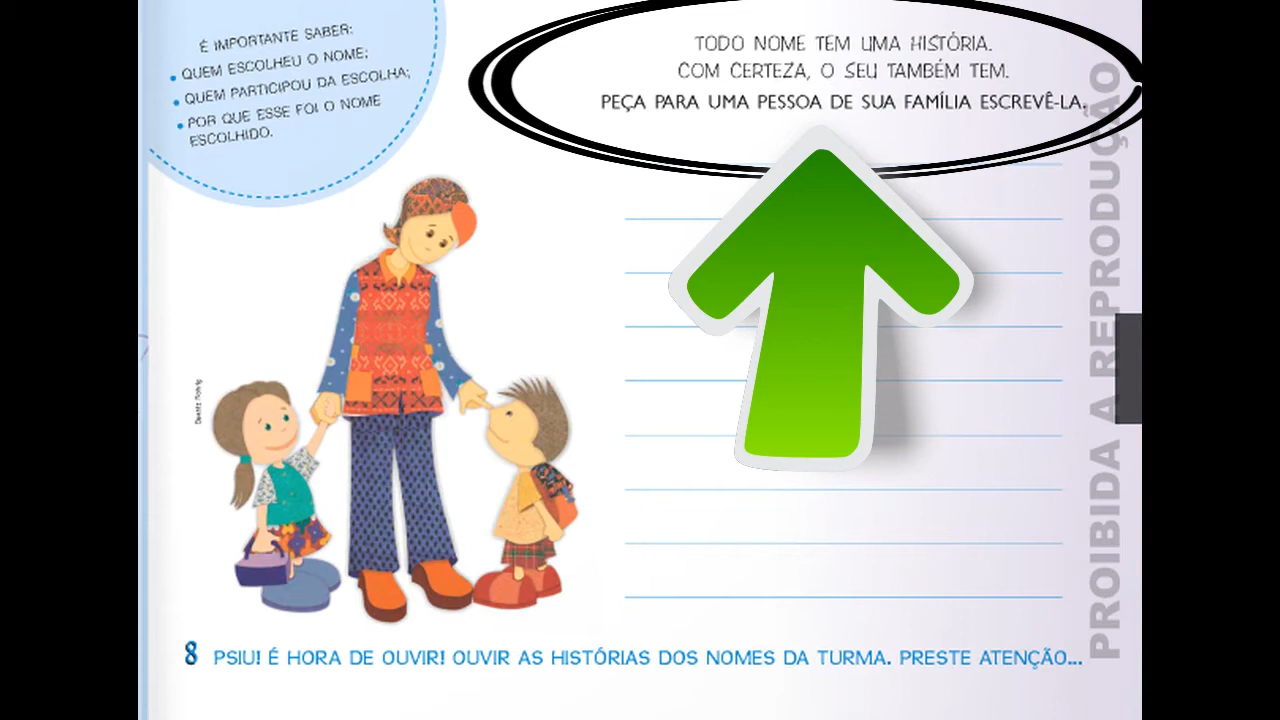 É IMPORTANTE SABER:
• QUEM ESCOLHEU O NOME;
• QUEM PARTICIPOU DA ESCOLHA;
• POR QUE ESSE FOI O NOME
ESCOLHIDO.
TODO NOME TEM UMA HISTÓRIA.
COM CERTEZA, O SEU TAMBÉM TEM.
PEÇA PARA UMA PESSOA DE SUA FAMÍLIA ESCREVÊ-LA.
PROIBIDA A REPRODUÇÃO
8 PSIU! É HORA DE OUVIR! OUVIR AS HISTÓRIAS DOS NOMES DA TURMA. PRESTE ATENÇÃO...